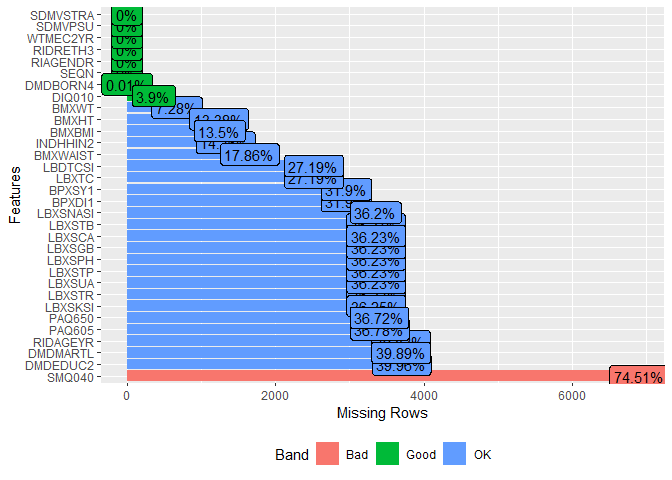 SDMVSTRA 0%
SDMVPSU 0%
WTMEC2YR 0%
RIDRETH3 0%
RIAGENDR 0%
SEQN
DMDBORN4 0.01%
DIQ010 3.9%
BMXWT 7.28%
BMXHT
BMXBMI 13.5%
INDHHIN2
BMXWAIST 17.86%
LBDTCSI 27.19%
LBXTC 27.19%
BPXSY1 31.9%
BPXDI1
LBXSNASI 36.2%
LBXSTB
LBXSCA 36.23%
LBXSGB 36.23%
LBXSPH 36.23%
LBXSTP 36.23%
LBXSUA 36.23%
LBXSTR
LBXSKSI
PAQ650 36.72%
PAQ605 36.78%
RIDAGEYR
DMDMARTL 39.89%
DMDEDUC2 39.96%
SMQ040 74.51%
Features
0 2000 4000 6000
Missing Rows
Band Bad Good OK